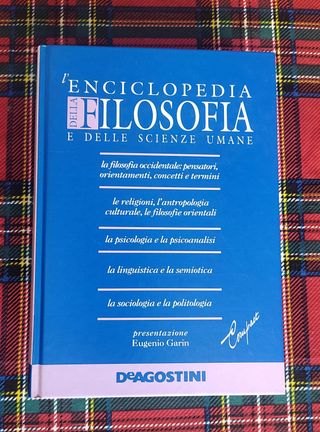 l'ENCICLOPEDIA
DELLA FILOSOFIA
E DELLE SCIENZE UMANE
la filosofia occidentale: pensatori,
orientamenti, concetti e termini
le religioni, l'antropologia
culturale, le filosofie orientali
la psicologia e la psicoanalisi
la linguistica e la semiotica
la sociologia e la politologia
presentazione
Eugenio Garin
Compact
DEAGOSTINI